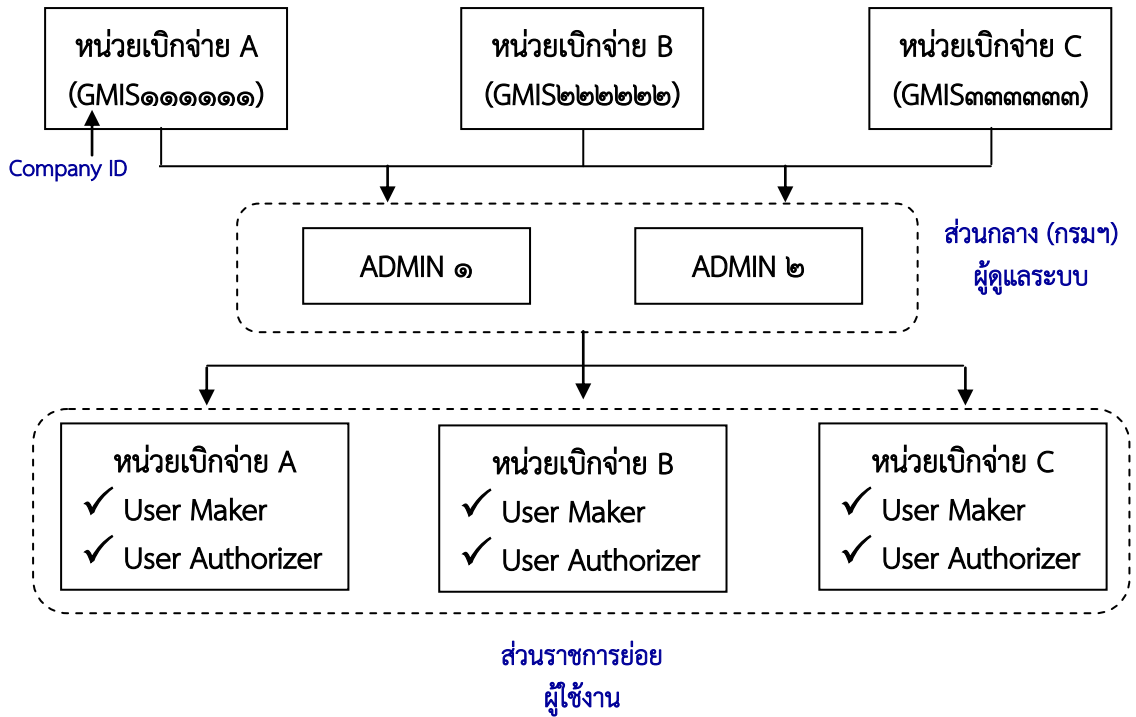 หน่วยเบิกจ่าย A
(GMIS๑๑๑๑๑๑)
หน่วยเบิกจ่าย B
(GMIS๒๒๒๒๒๒)
หน่วยเบิกจ่าย C
(GMIS๓๓๓๓๓๓)
Company ID
ADMIN ๑
ADMIN ๒
ส่วนกลาง (กรมฯ)
ผู้ดูแลระบบ
หน่วยเบิกจ่าย A
✓ User Maker
✓ User Authorizer
หน่วยเบิกจ่าย B
✓ User Maker
✓ User Authorizer
หน่วยเบิกจ่าย C
✓ User Maker
✓ User Authorizer
ส่วนราชการย่อย
ผู้ใช้งาน